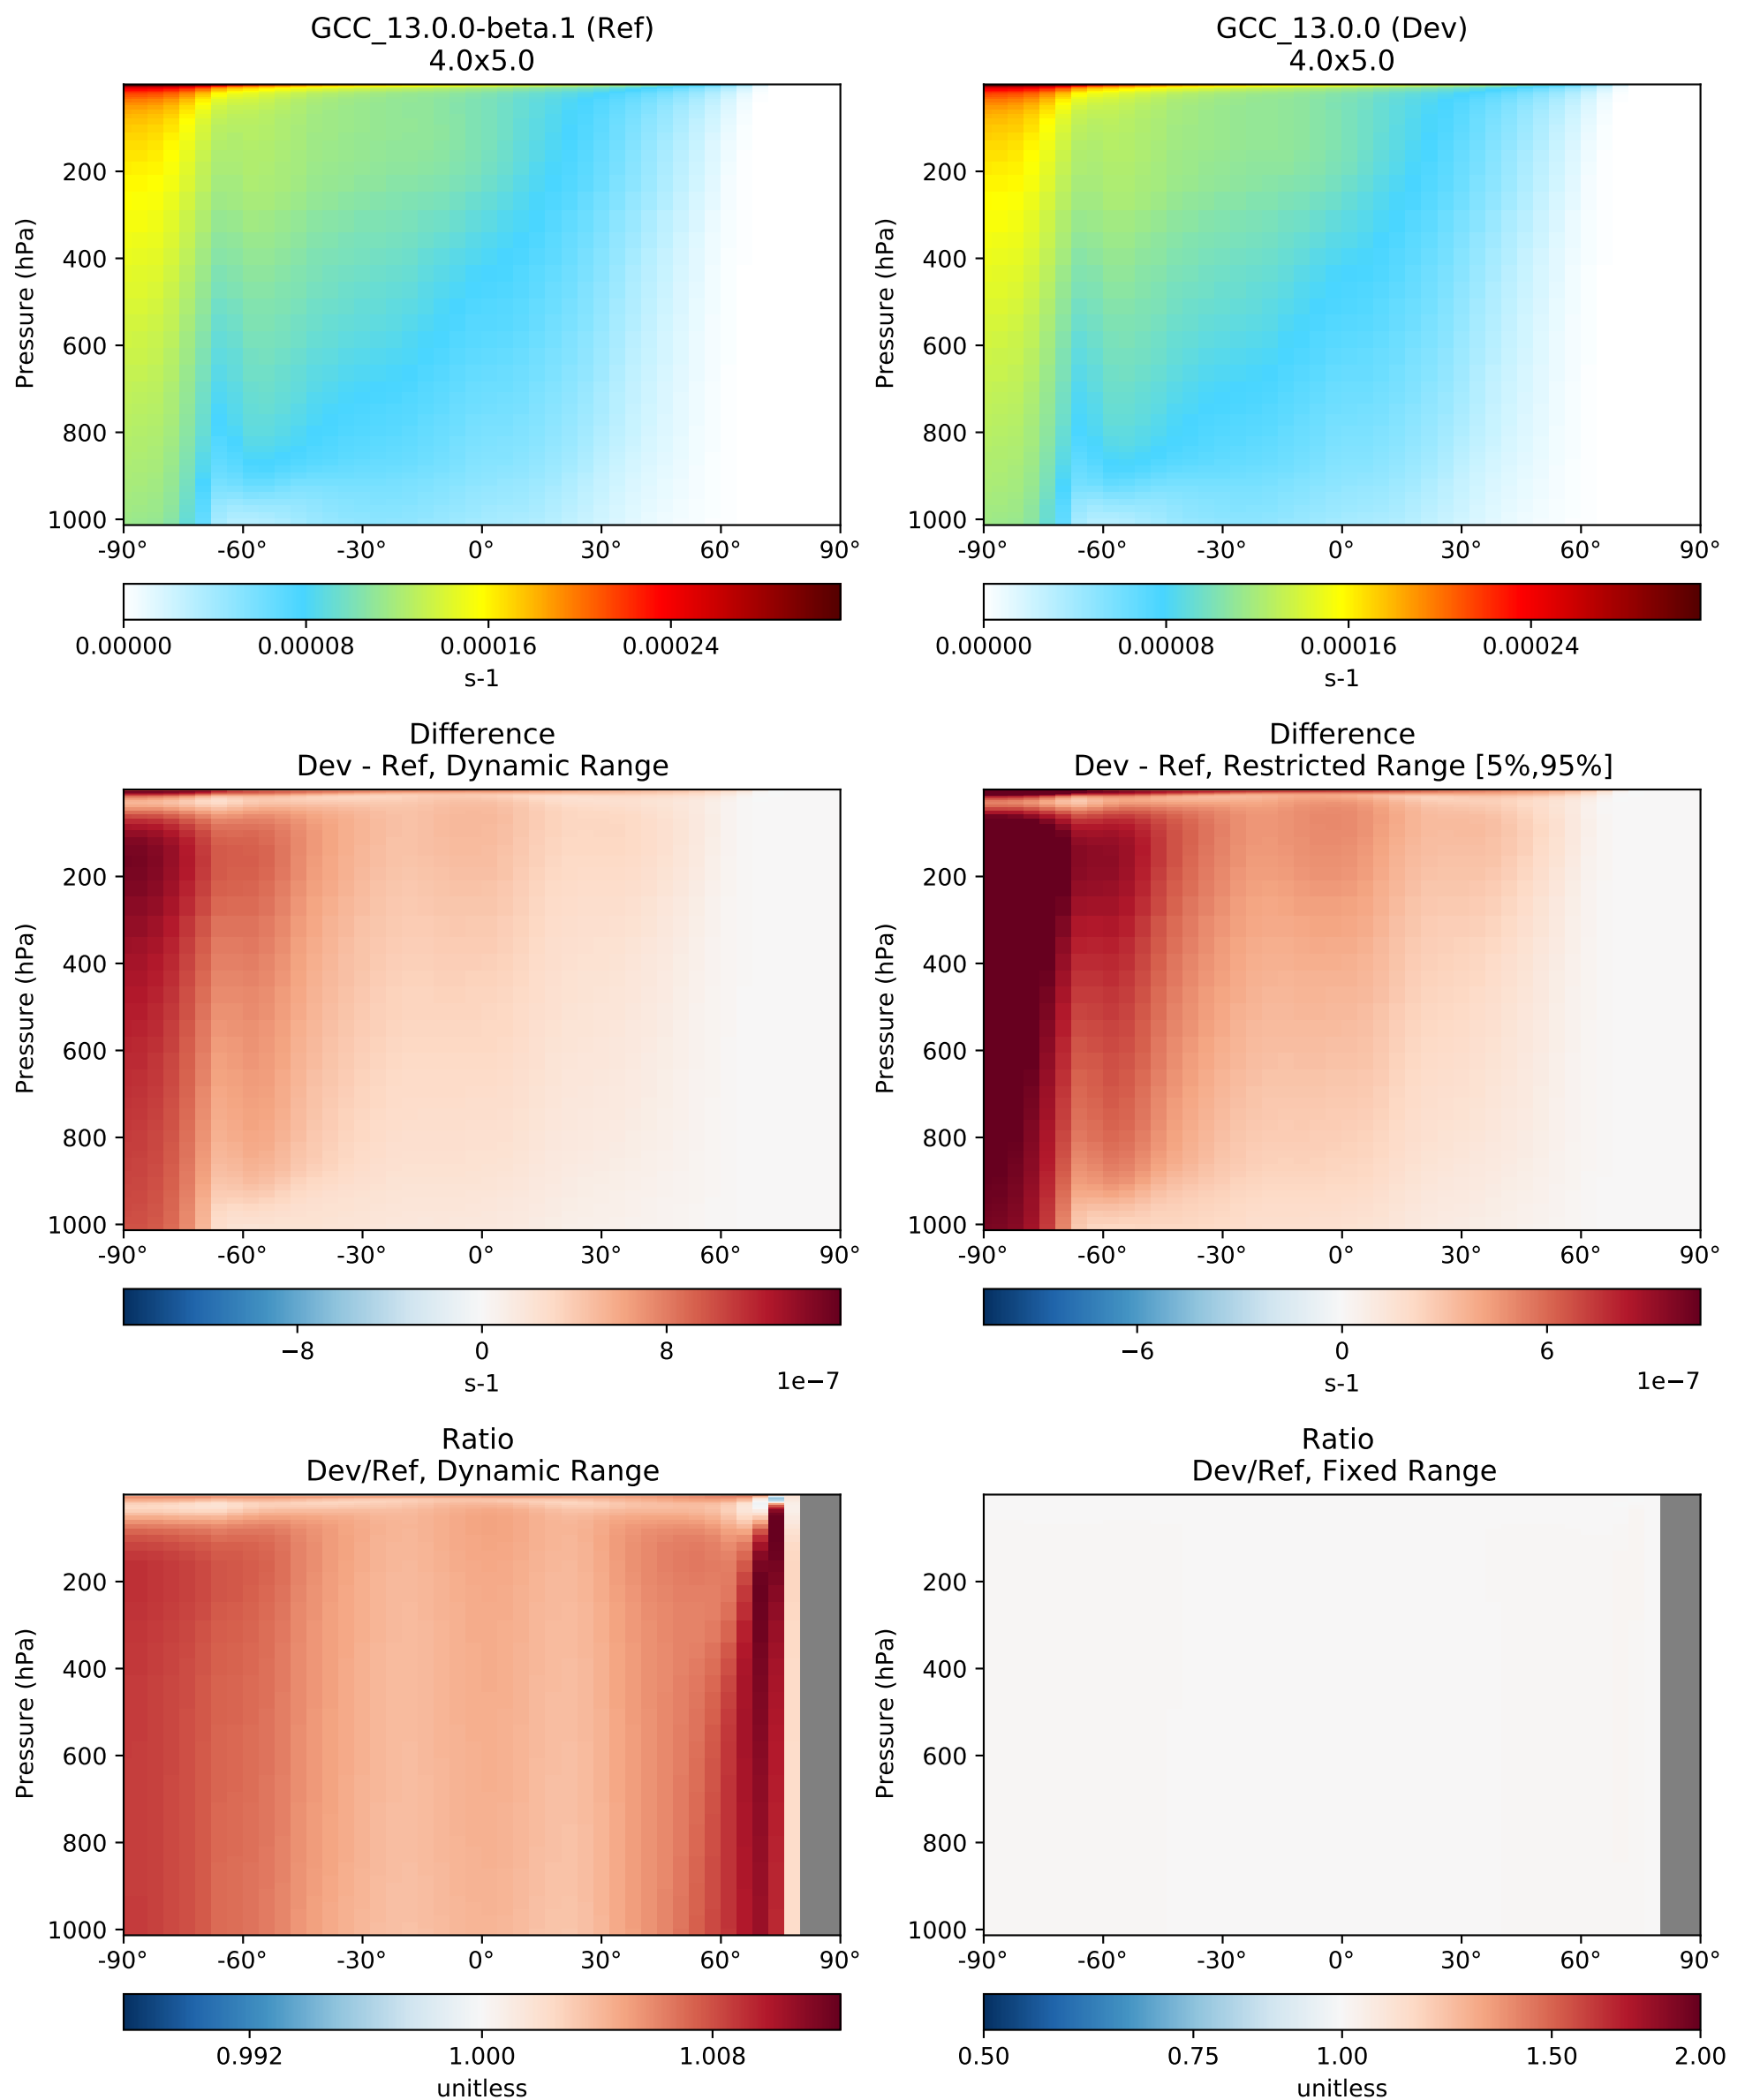 GCC_13.0.0-beta.1 (Ref)
4.0x5.0
Pressure (hPa)
200
400
600
800
1000
-90° -60° -30° 0° 30° 60° 90°
0.00000 0.00008 0.00016 0.00024
s-1
GCC_13.0.0 (Dev)
4.0x5.0
Pressure (hPa)
200
400
600
800
1000
-90° -60° -30° 0° 30° 60° 90°
0.00000 0.00008 0.00016 0.00024
s-1
Difference
Dev - Ref, Dynamic Range
Pressure (hPa)
200
400
600
800
1000
-90° -60° -30° 0° 30° 60° 90°
−8 0 8
s-1 1e−7
Difference
Dev - Ref, Restricted Range [5%,95%]
Pressure (hPa)
200
400
600
800
1000
-90° -60° -30° 0° 30° 60° 90°
−6 0 6
s-1 1e−7
Ratio
Dev/Ref, Dynamic Range
Pressure (hPa)
200
400
600
800
1000
-90° -60° -30° 0° 30° 60° 90°
0.992 1.000 1.008
unitless
Ratio
Dev/Ref, Fixed Range
Pressure (hPa)
200
400
600
800
1000
-90° -60° -30° 0° 30° 60° 90°
0.50 0.75 1.00 1.50 2.00
unitless